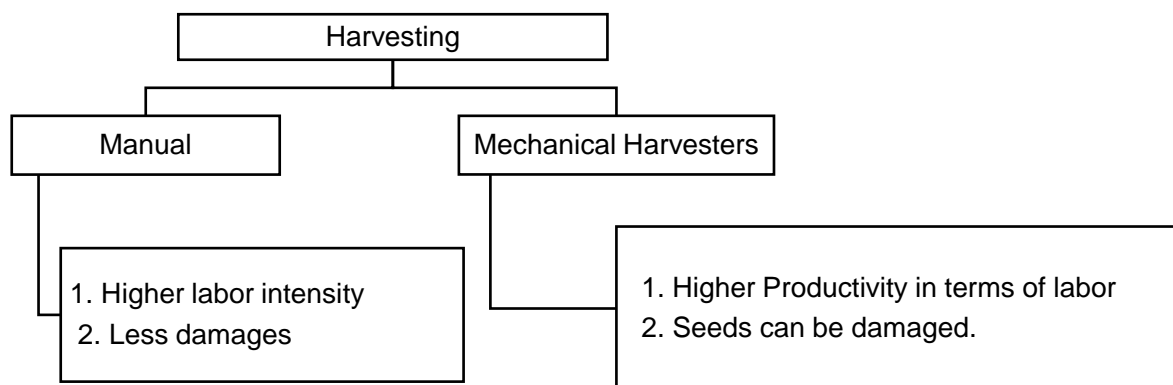 Harvesting
Manual
Mechanical Harvesters
1. Higher labor intensity
2. Less damages
1. Higher Productivity in terms of labor
2. Seeds can be damaged.